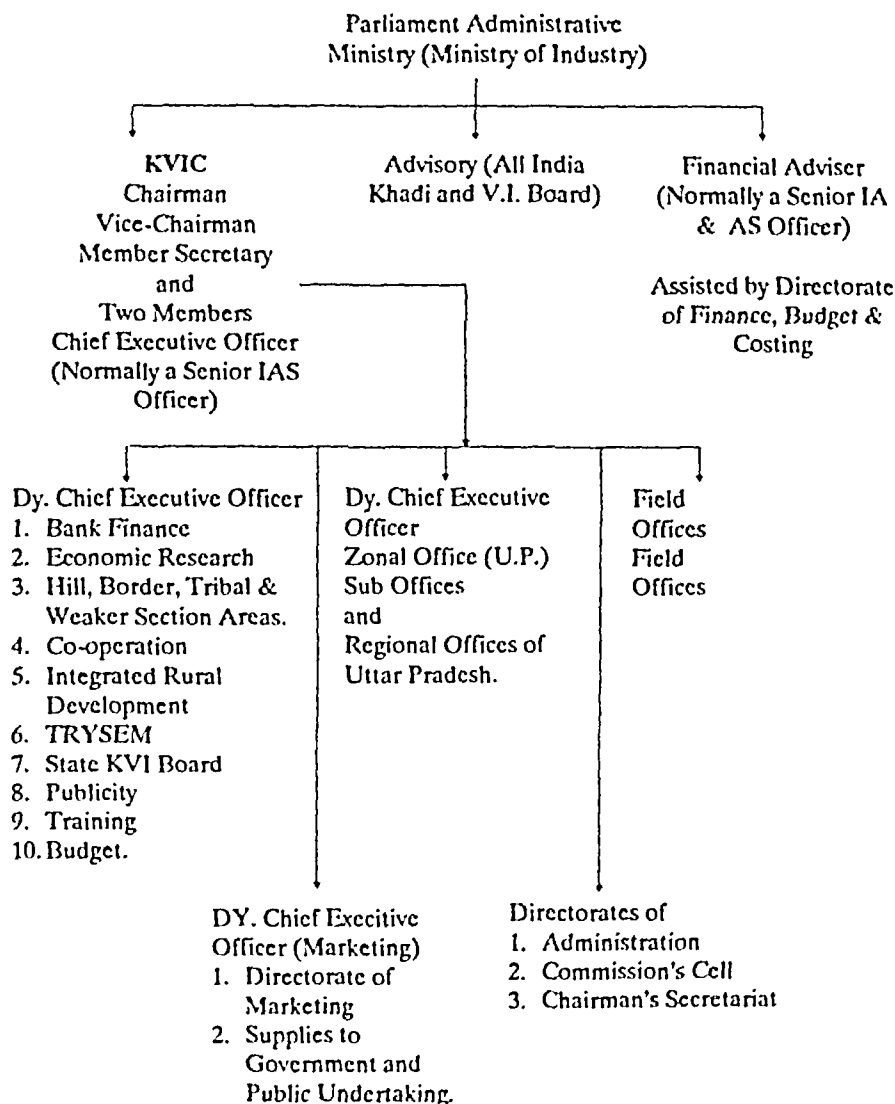 Parliament Administrative
Ministry (Ministry of Industry)
KVIC
Chairman
Vice-Chairman
Member Secretary
and
Two Members
Chief Executive Officer
(Normally a Senior IAS
Officer)
Advisory (All India
Khadi and V.I. Board)
Financial Adviser
(Normally a Senior IA
& AS Officer)
Assisted by Directorate
of Finance, Budget &
Costing
Dy. Chief Executive Officer
1. Bank Finance
2. Economic Research
3. Hill, Border, Tribal &
Weaker Section Areas.
4. Co-operation
5. Integrated Rural
Development
6. TRYSEM
7. State KVI Board
8. Publicity
9. Training
10. Budget.
Dy. Chief Executive
Officer
Zonal Office (U.P.)
Sub Offices
and
Regional Offices of
Uttar Pradesh.
Field
Offices
Field
Offices
DY. Chief Execitive
Officer (Marketing)
1. Directorate of
Marketing
2. Supplies to
Government and
Public Undertaking.
Directorates of
1. Administration
2. Commission's Cell
3. Chairman's Secretariat